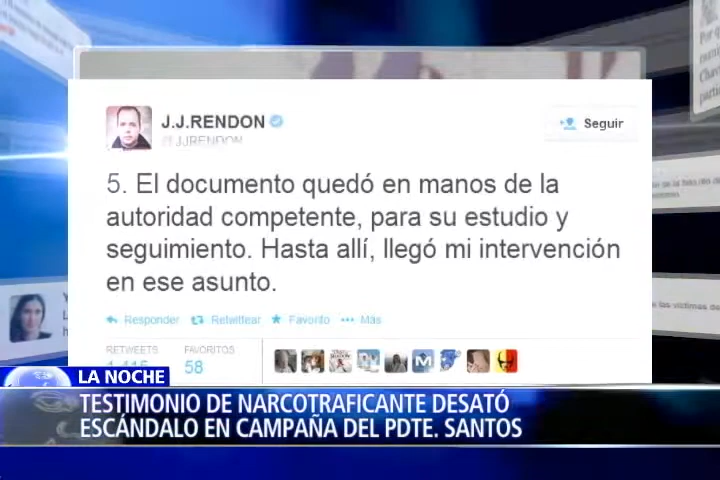 J.J.RENDON
@JJRENDON
Seguir
5. El documento quedó en manos de la
autoridad competente, para su estudio y
seguimiento. Hasta allí, llegó mi intervención
en ese asunto.
Responder Retwittear Favorito Más
RETWEETS FAVORITOS
58
LA NOCHE
TESTIMONIO DE NARCOTRAFICANTE DESATÓ
ESCÁNDALO EN CAMPAÑA DEL PDTE. SANTOS